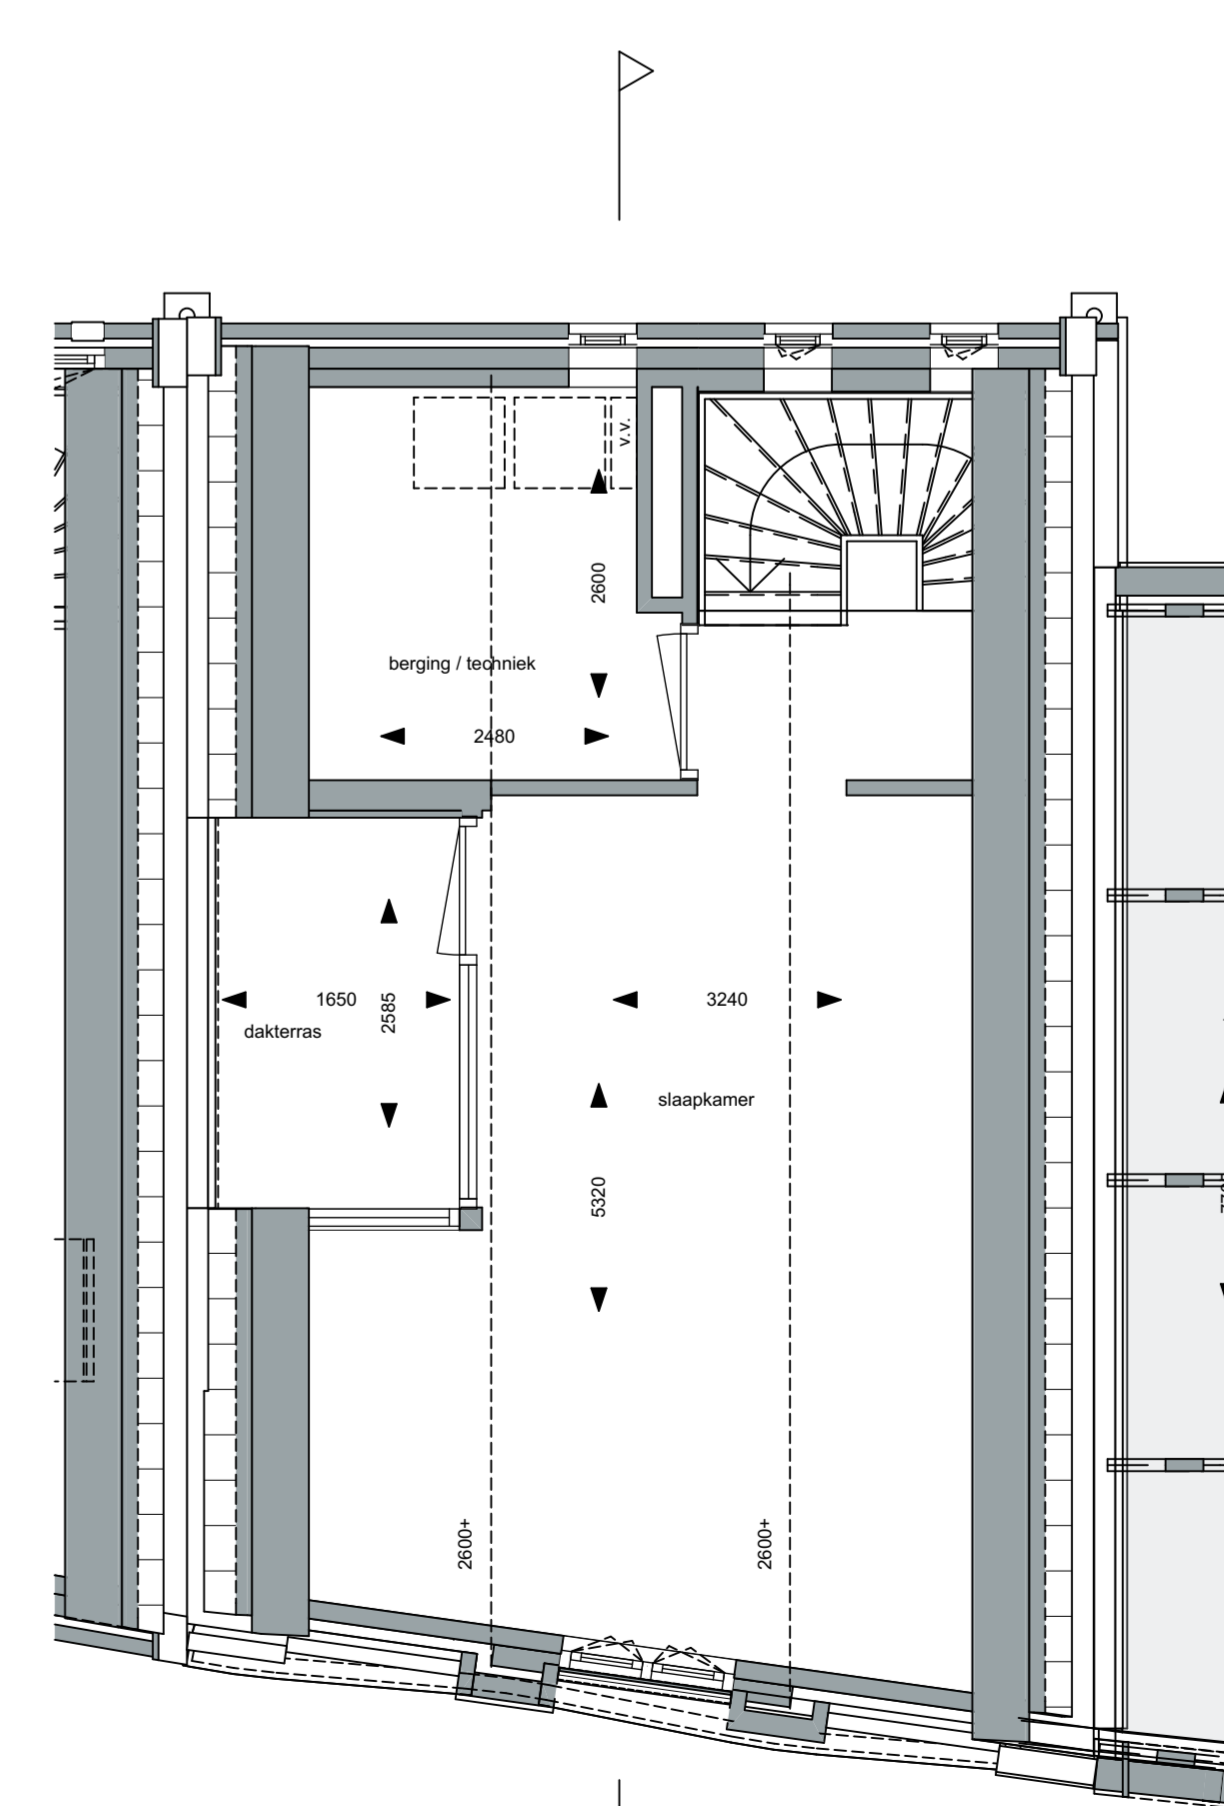 v.v.
2600
berging / techniek
2480
1650
2585
dakterras
3240
slaapkamer
5320
2600+
2600+